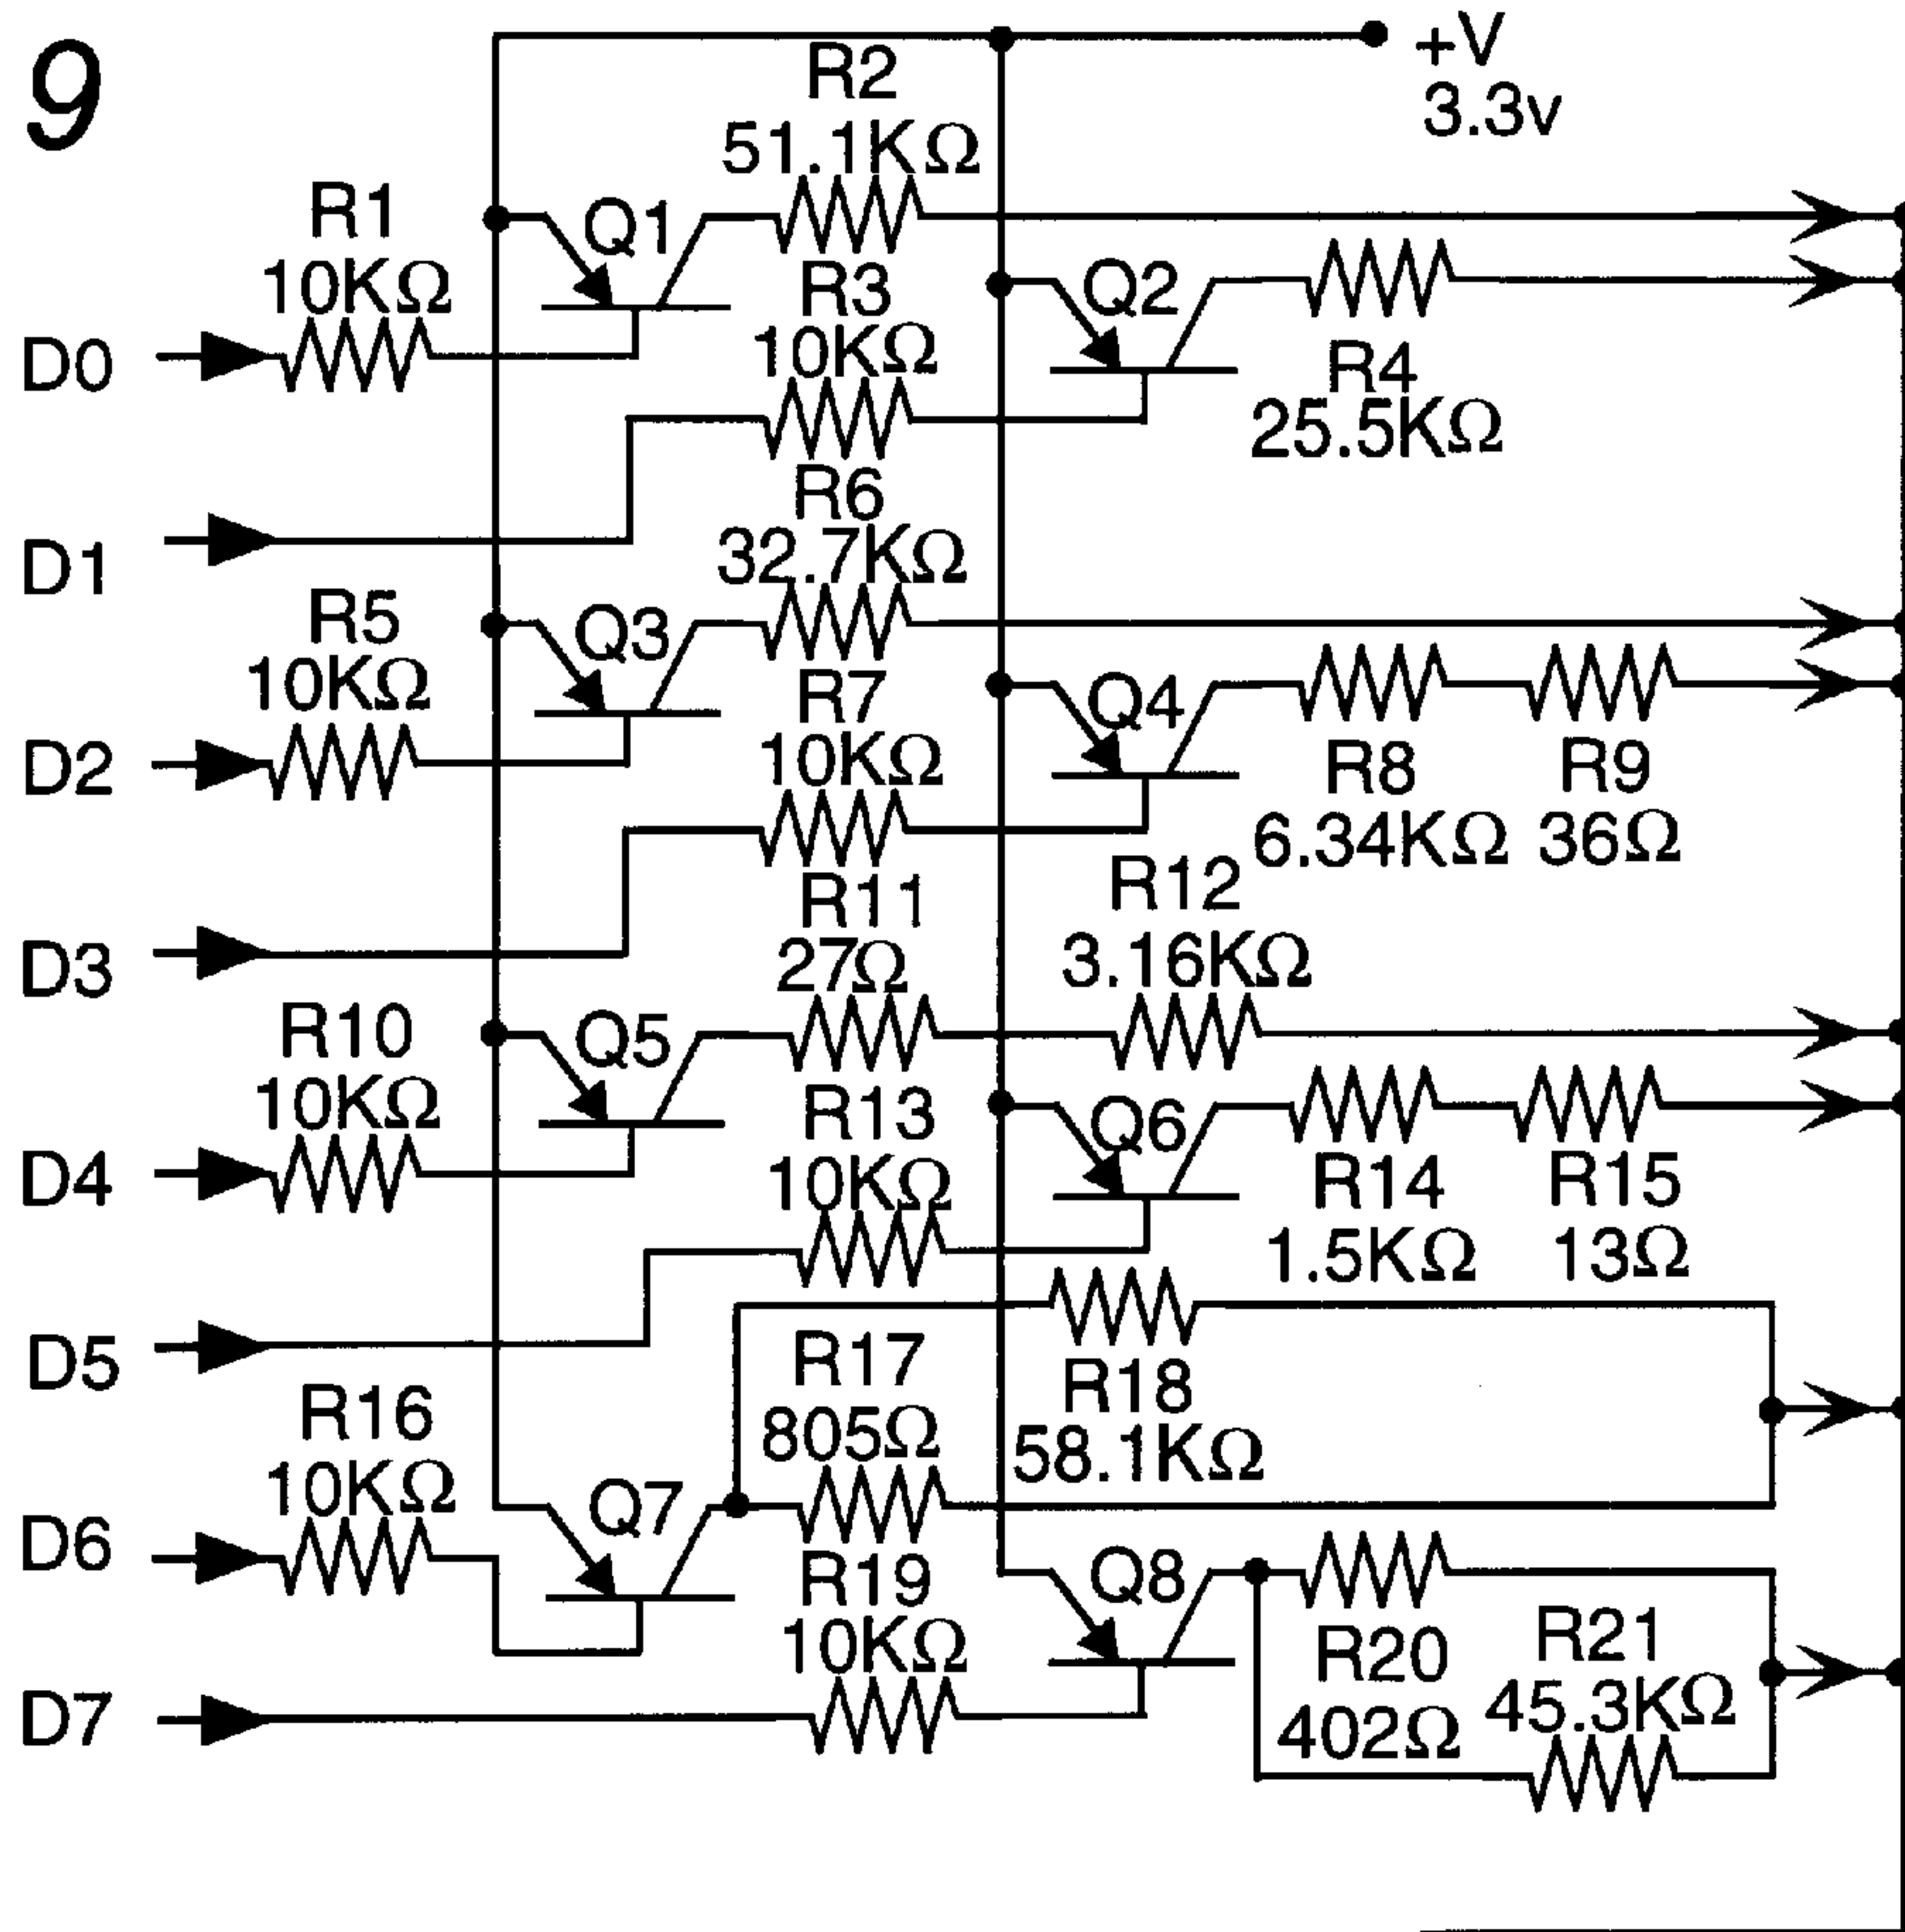 9
+V
3.3v
R2
51.1KΩ
R1
10KΩ
Q1
D0
R3
10KΩ
Q2
R4
25.5KΩ
D1
R6
32.7KΩ
R5
10KΩ
Q3
D2
R7
10KΩ
Q4
R8
6.34KΩ
R9
36Ω
D3
R11
27Ω
R12
3.16KΩ
R10
10KΩ
Q5
D4
R13
10KΩ
Q6
R14
1.5KΩ
R15
13Ω
D5
R17
805Ω
R18
58.1KΩ
R16
10KΩ
Q7
D6
R19
10KΩ
Q8
R20
402Ω
R21
45.3KΩ
D7